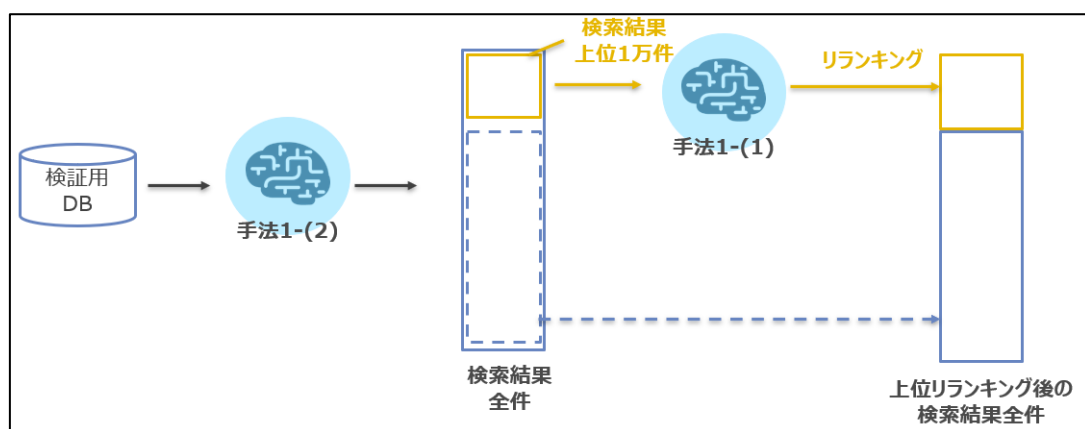 検証用
DB
手法1-(2)
検索結果
上位1万件
手法1-(1)
リランキング
検索結果
全件
上位リランキング後の
検索結果全件